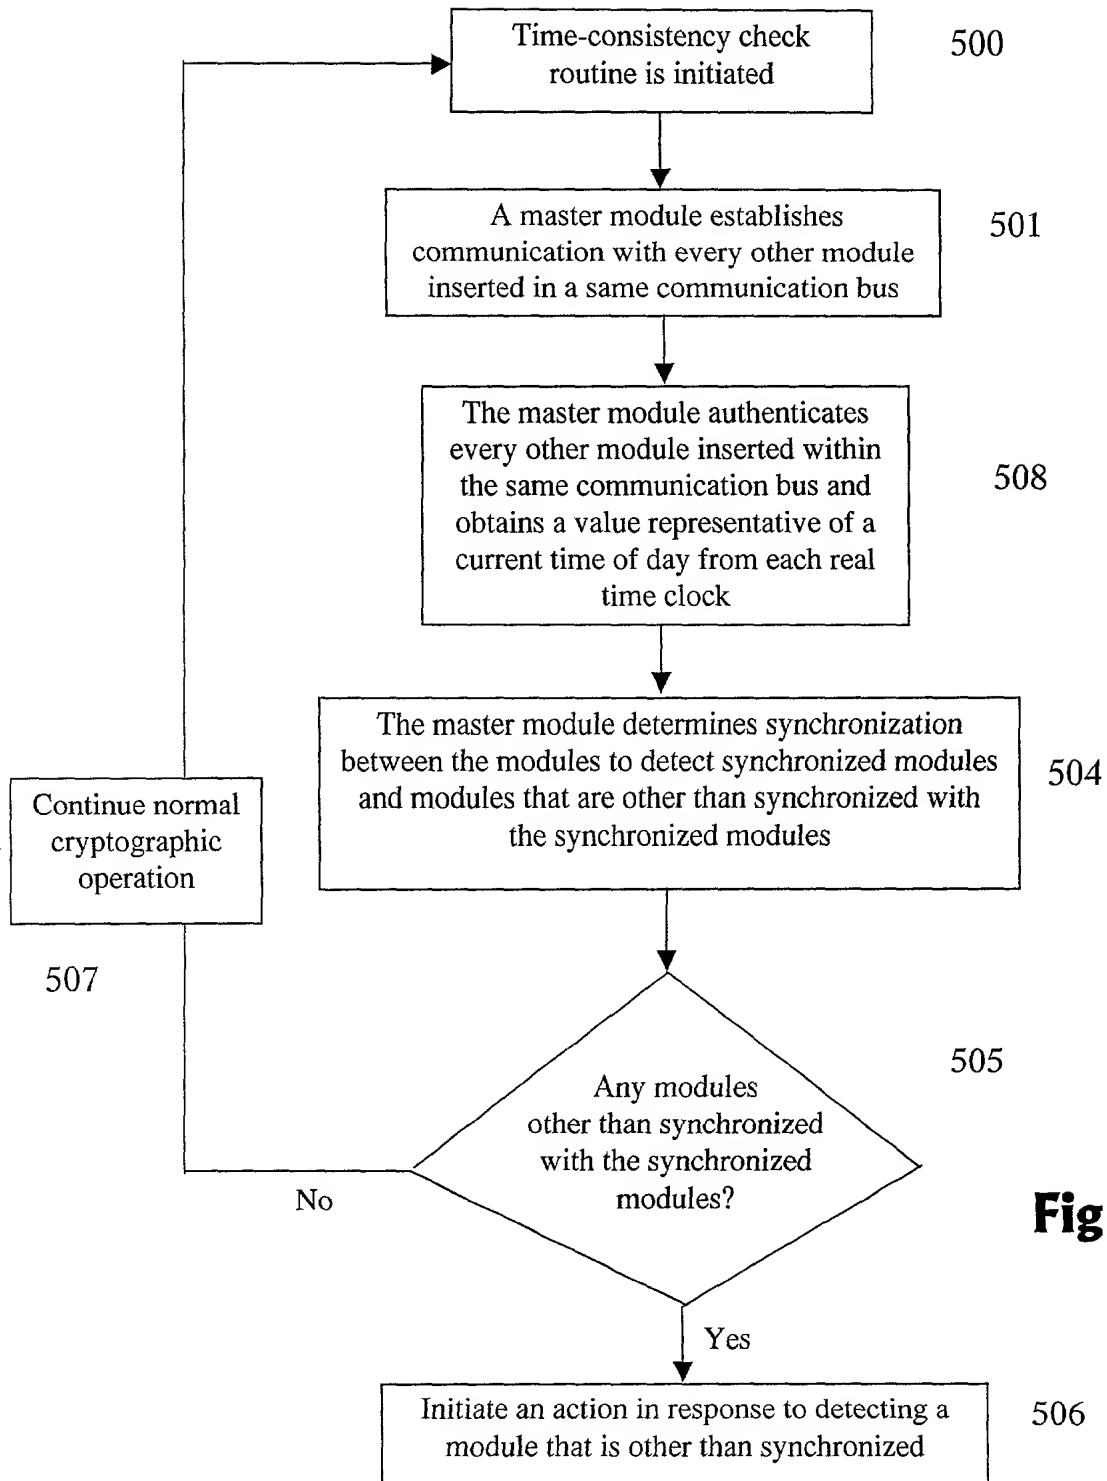 Time-consistency check
routine is initiated
500
A master module establishes
communication with every other module
inserted in a same communication bus
501
The master module authenticates
every other module inserted within
the same communication bus and
obtains a value representative of a
current time of day from each real
time clock
508
The master module determines synchronization
between the modules to detect synchronized modules
and modules that are other than synchronized with
the synchronized modules
504
Continue normal
cryptographic
operation
507
Any modules
other than synchronized
with the synchronized
modules?
505
No
Fig
Yes
Initiate an action in response to detecting a
module that is other than synchronized
506